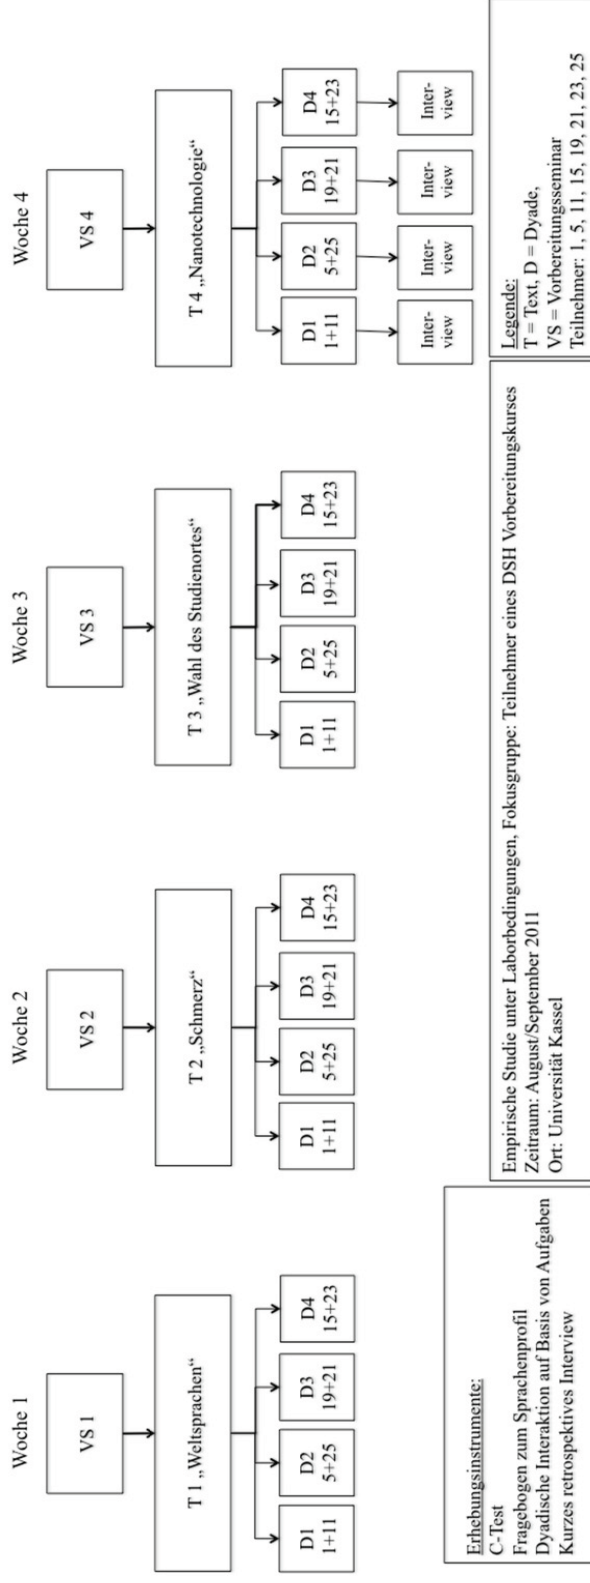 Woche 1
VS 1
T 1 „Weltsprachen“
D1
1+11
D2
5+25
D3
19+21
D4
15+23
Woche 2
VS 2
T 2 „Schmerz“
D1
1+11
D2
5+25
D3
19+21
D4
15+23
Woche 3
VS 3
T 3 „Wahl des Studienortes“
D1
1+11
D2
5+25
D3
19+21
D4
15+23
Woche 4
VS 4
T 4 „Nanotechnologie“
D1
1+11
D2
5+25
D3
19+21
D4
15+23
Inter-
view
Inter-
view
Inter-
view
Inter-
view
Erhebungsinstrumente:
C-Test
Fragebogen zum Sprachenprofil
Dyadische Interaktion auf Basis von Aufgaben
Kurzes retrospektives Interview
Empirische Studie unter Laborbedingungen, Fokusgruppe: Teilnehmer eines DSH Vorbereitungskurses
Zeitraum: August/September 2011
Ort: Universität Kassel
Legende:
T = Text, D = Dyade,
VS = Vorbereitungsseminar
Teilnehmer: 1, 5, 11, 15, 19, 21, 23, 25